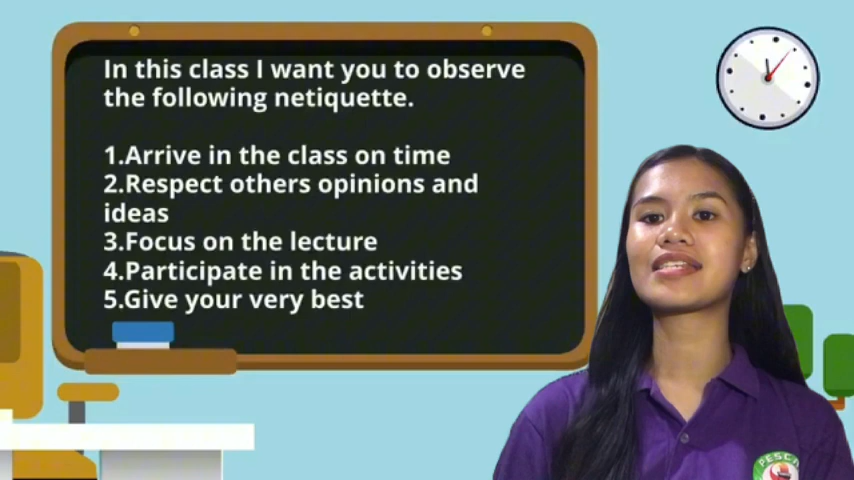 In this class I want you to observe
the following netiquette.
1.Arrive in the class on time
2.Respect others opinions and
ideas
3.Focus on the lecture
4.Participate in the activities
5.Give your very best